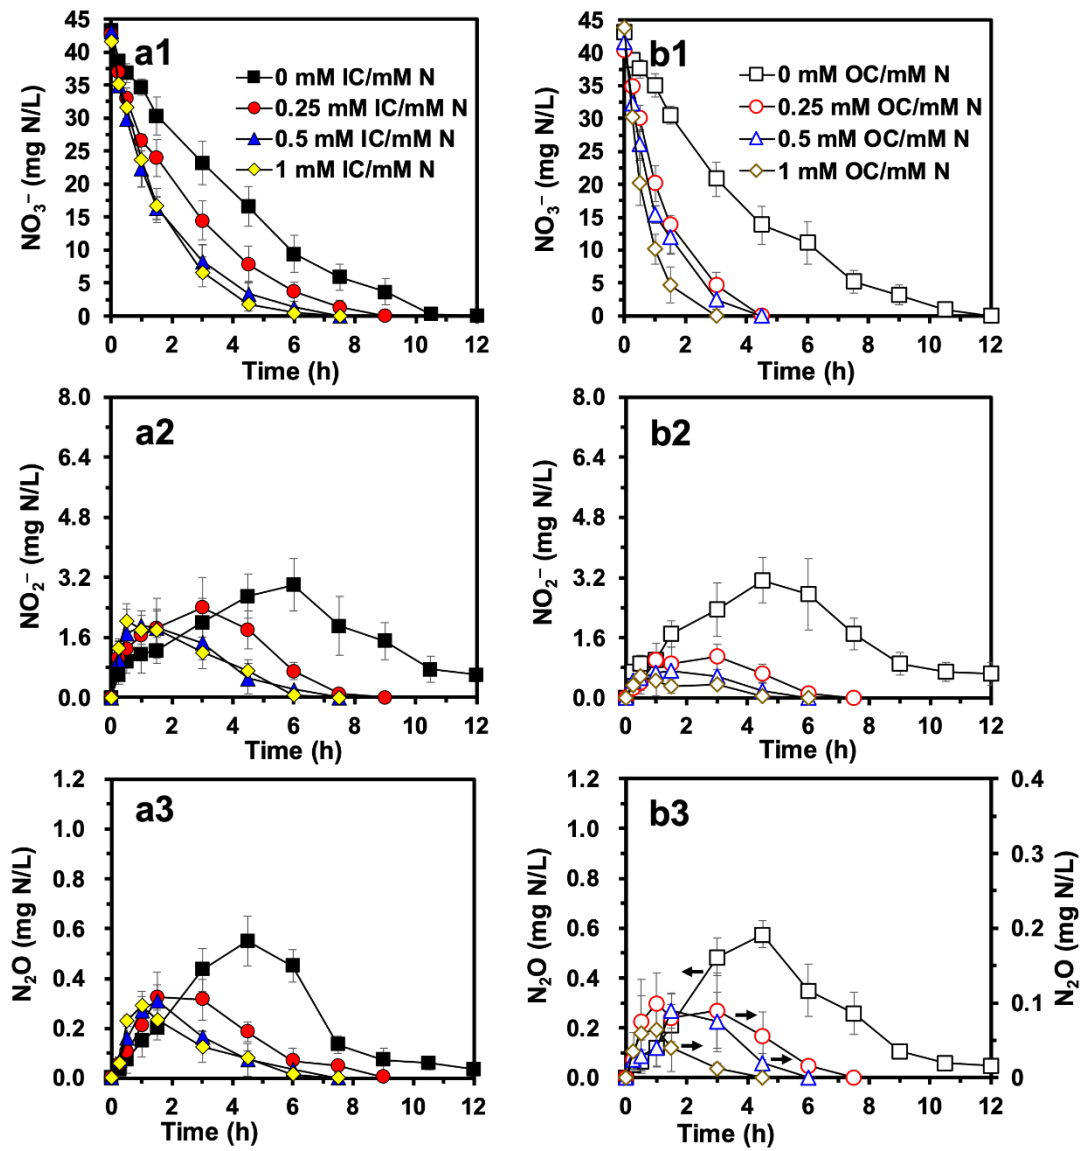 a1
45
40
35
30
25
20
15
10
5
0
NO₃⁻ (mg N/L)
0 mM IC/mM N
0.25 mM IC/mM N
0.5 mM IC/mM N
1 mM IC/mM N
0 2 4 6 8 10 12
Time (h)
b1
45
40
35
30
25
20
15
10
5
0
NO₃⁻ (mg N/L)
0 mM OC/mM N
0.25 mM OC/mM N
0.5 mM OC/mM N
1 mM OC/mM N
0 2 4 6 8 10 12
Time (h)
a2
8.0
6.4
4.8
3.2
1.6
0.0
NO₂⁻ (mg N/L)
0 2 4 6 8 10 12
Time (h)
b2
8.0
6.4
4.8
3.2
1.6
0.0
NO₂⁻ (mg N/L)
0 2 4 6 8 10 12
Time (h)
a3
1.2
1.0
0.8
0.6
0.4
0.2
0.0
N₂O (mg N/L)
0 2 4 6 8 10 12
Time (h)
b3
1.2
1.0
0.8
0.6
0.4
0.2
0.0
N₂O (mg N/L)
0.4
0.3
0.2
0.1
0
N₂O (mg N/L)
0 2 4 6 8 10 12
Time (h)